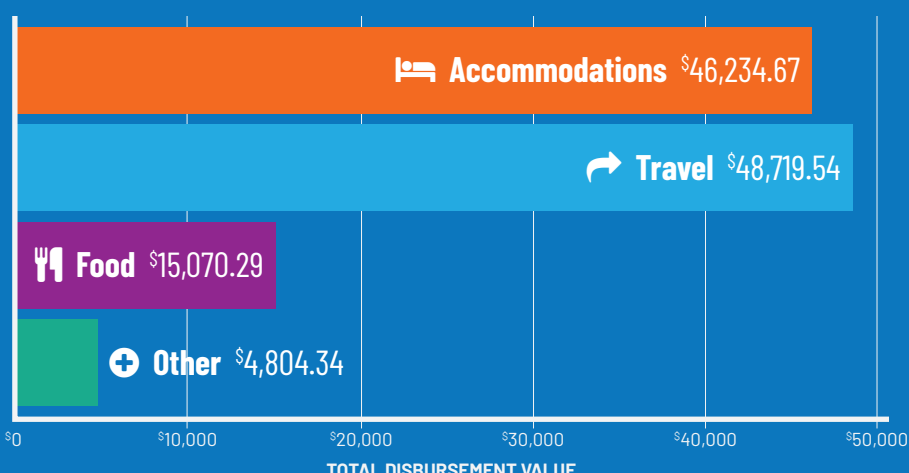 Accommodations $46,234.67
Travel $48,719.54
Food $15,070.29
Other $4,804.34
$0 $10,000 $20,000 $30,000 $40,000 $50,000
TOTAL DISBURSEMENT VALUE